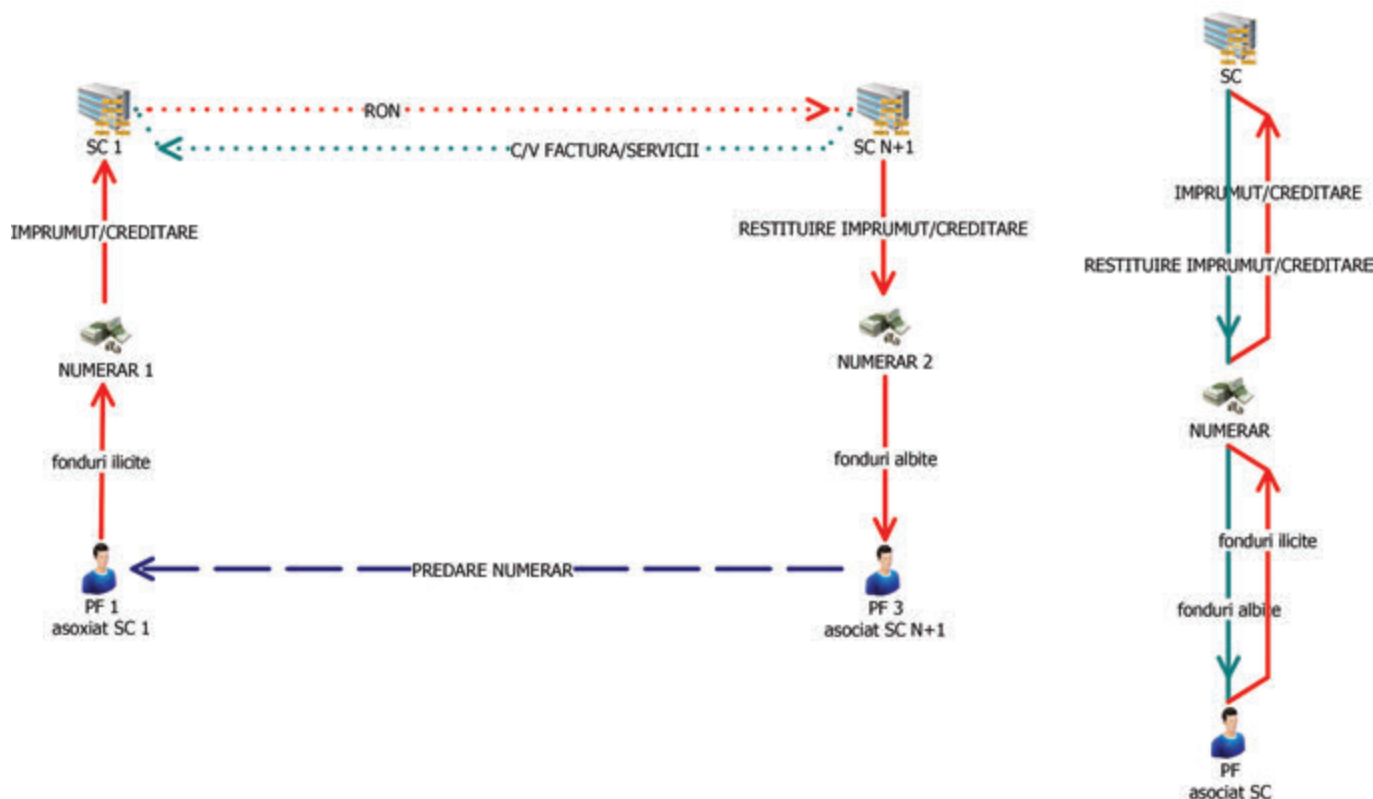 SC
SC 1
RON
SC N+1
C/V FACTURA/SERVICII
IMPRUMUT/CREDITARE
IMPRUMUT/CREDITARE
RESTITUIRE IMPRUMUT/CREDITARE
RESTITUIRE IMPRUMUT/CREDITARE
NUMERAR 1
NUMERAR 2
NUMERAR
fonduri ilicite
fonduri albite
fonduri ilicite
fonduri albite
PREDARE NUMERAR
PF 1
asoxiat SC 1
PF 3
asociat SC N+1
PF
asociat SC